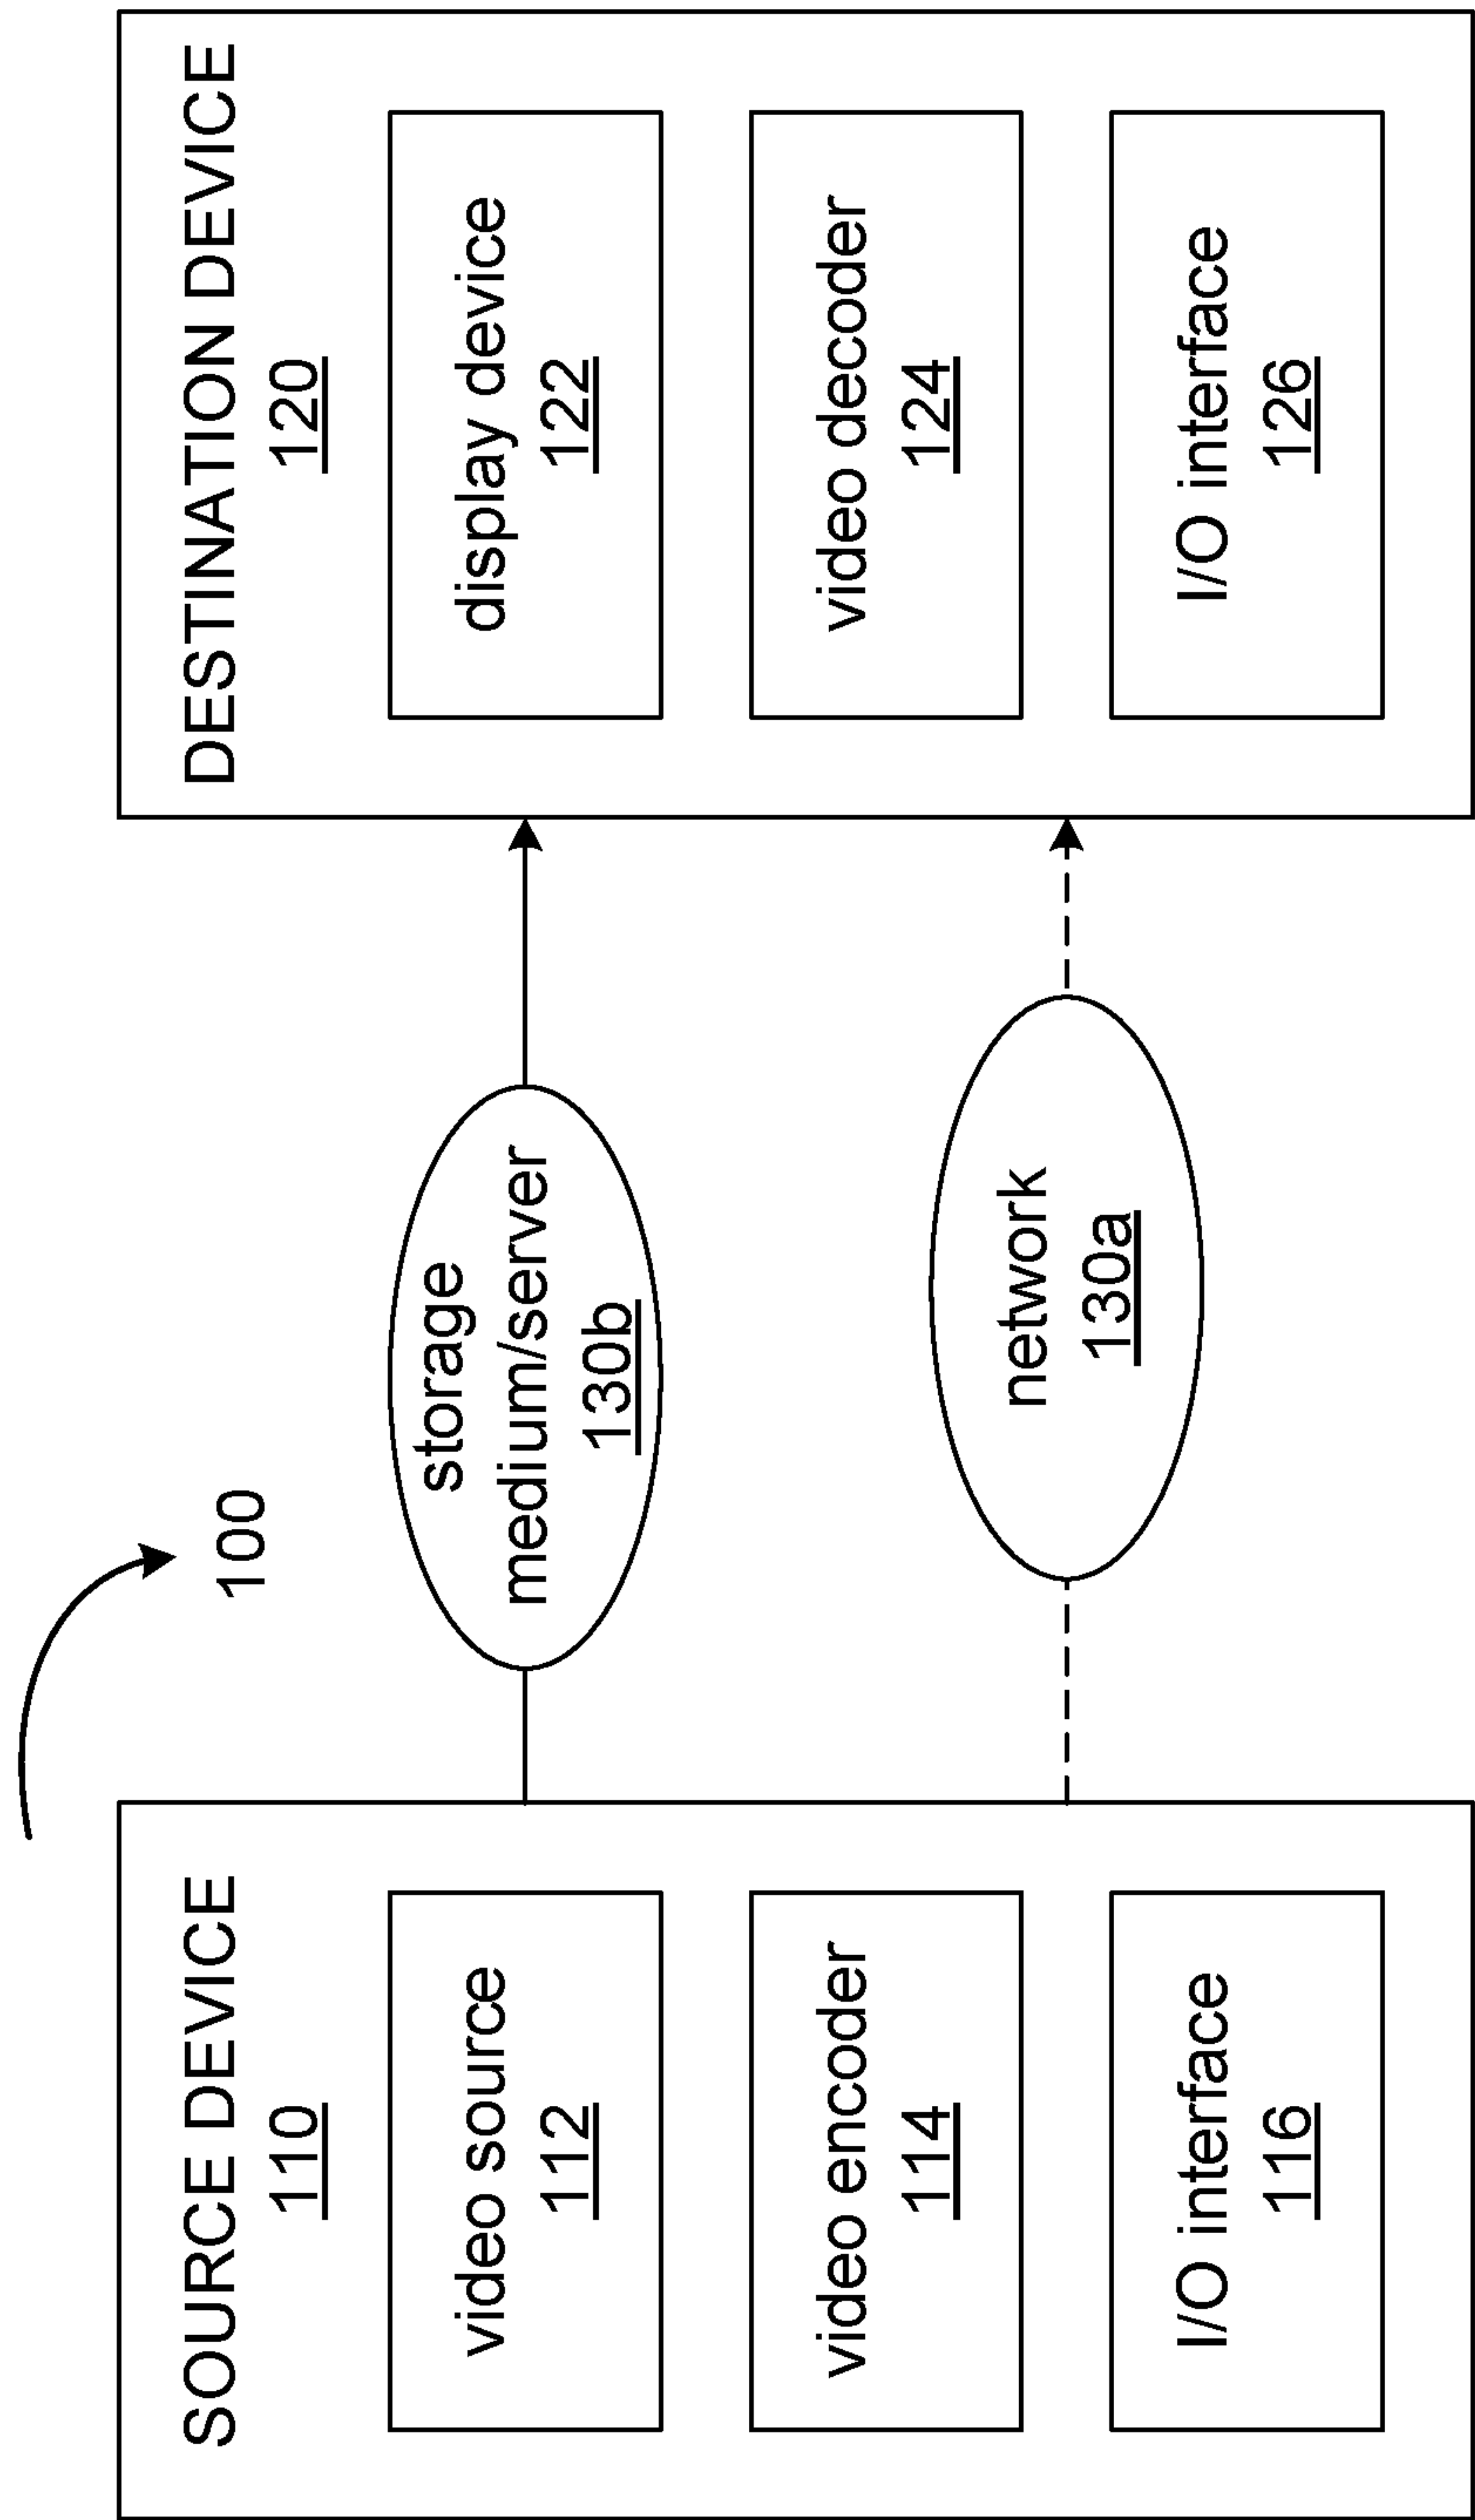 100
SOURCE DEVICE
110
video source
112
video encoder
114
I/O interface
116
storage
medium/server
130b
network
130a
DESTINATION DEVICE
120
display device
122
video decoder
124
I/O interface
126